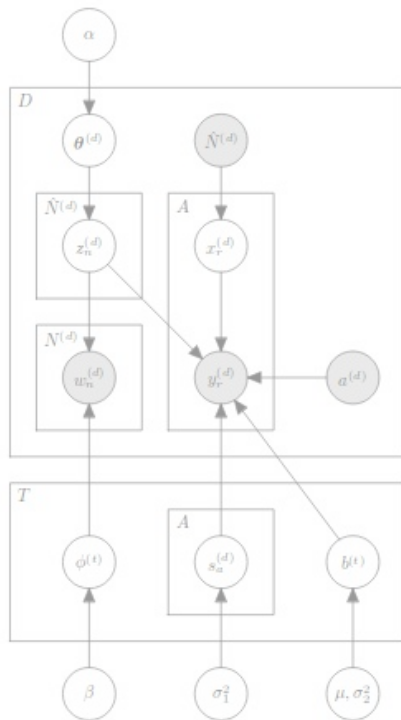 α
D
θ^(d)
N̂^(d)
N̂^(d)
A
z_n^(d)
x_r^(d)
N^(d)
w_n^(d)
y_r^(d)
a^(d)
T
A
ϕ^(t)
s_a^(d)
b^(t)
β
σ_1^2
μ, σ_2^2